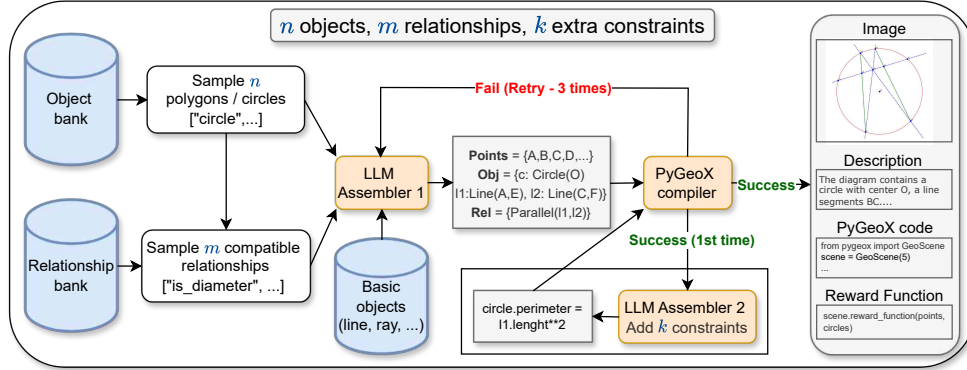 n objects, m relationships, k extra constraints
Object
bank
Sample n
polygons / circles
["circle",...]
Relationship
bank
Sample m compatible
relationships
["is_diameter", ...]
LLM
Assembler 1
Basic
objects
(line, ray, ...)
Points = {A,B,C,D,...}
Obj = {c: Circle(O)
l1:Line(A,E), l2: Line(C,F)}
Rel = {Parallel(l1,l2)}
Fail (Retry - 3 times)
PyGeoX
compiler
Success
Success (1st time)
circle.perimeter =
l1.lenght**2
LLM Assembler 2
Add k constraints
Image
Description
The diagram contains a
circle with center O, a line
segments BC....
PyGeoX code
from pygeox import GeoScene
scene = GeoScene(5)
...
Reward Function
scene.reward_function(points,
circles)